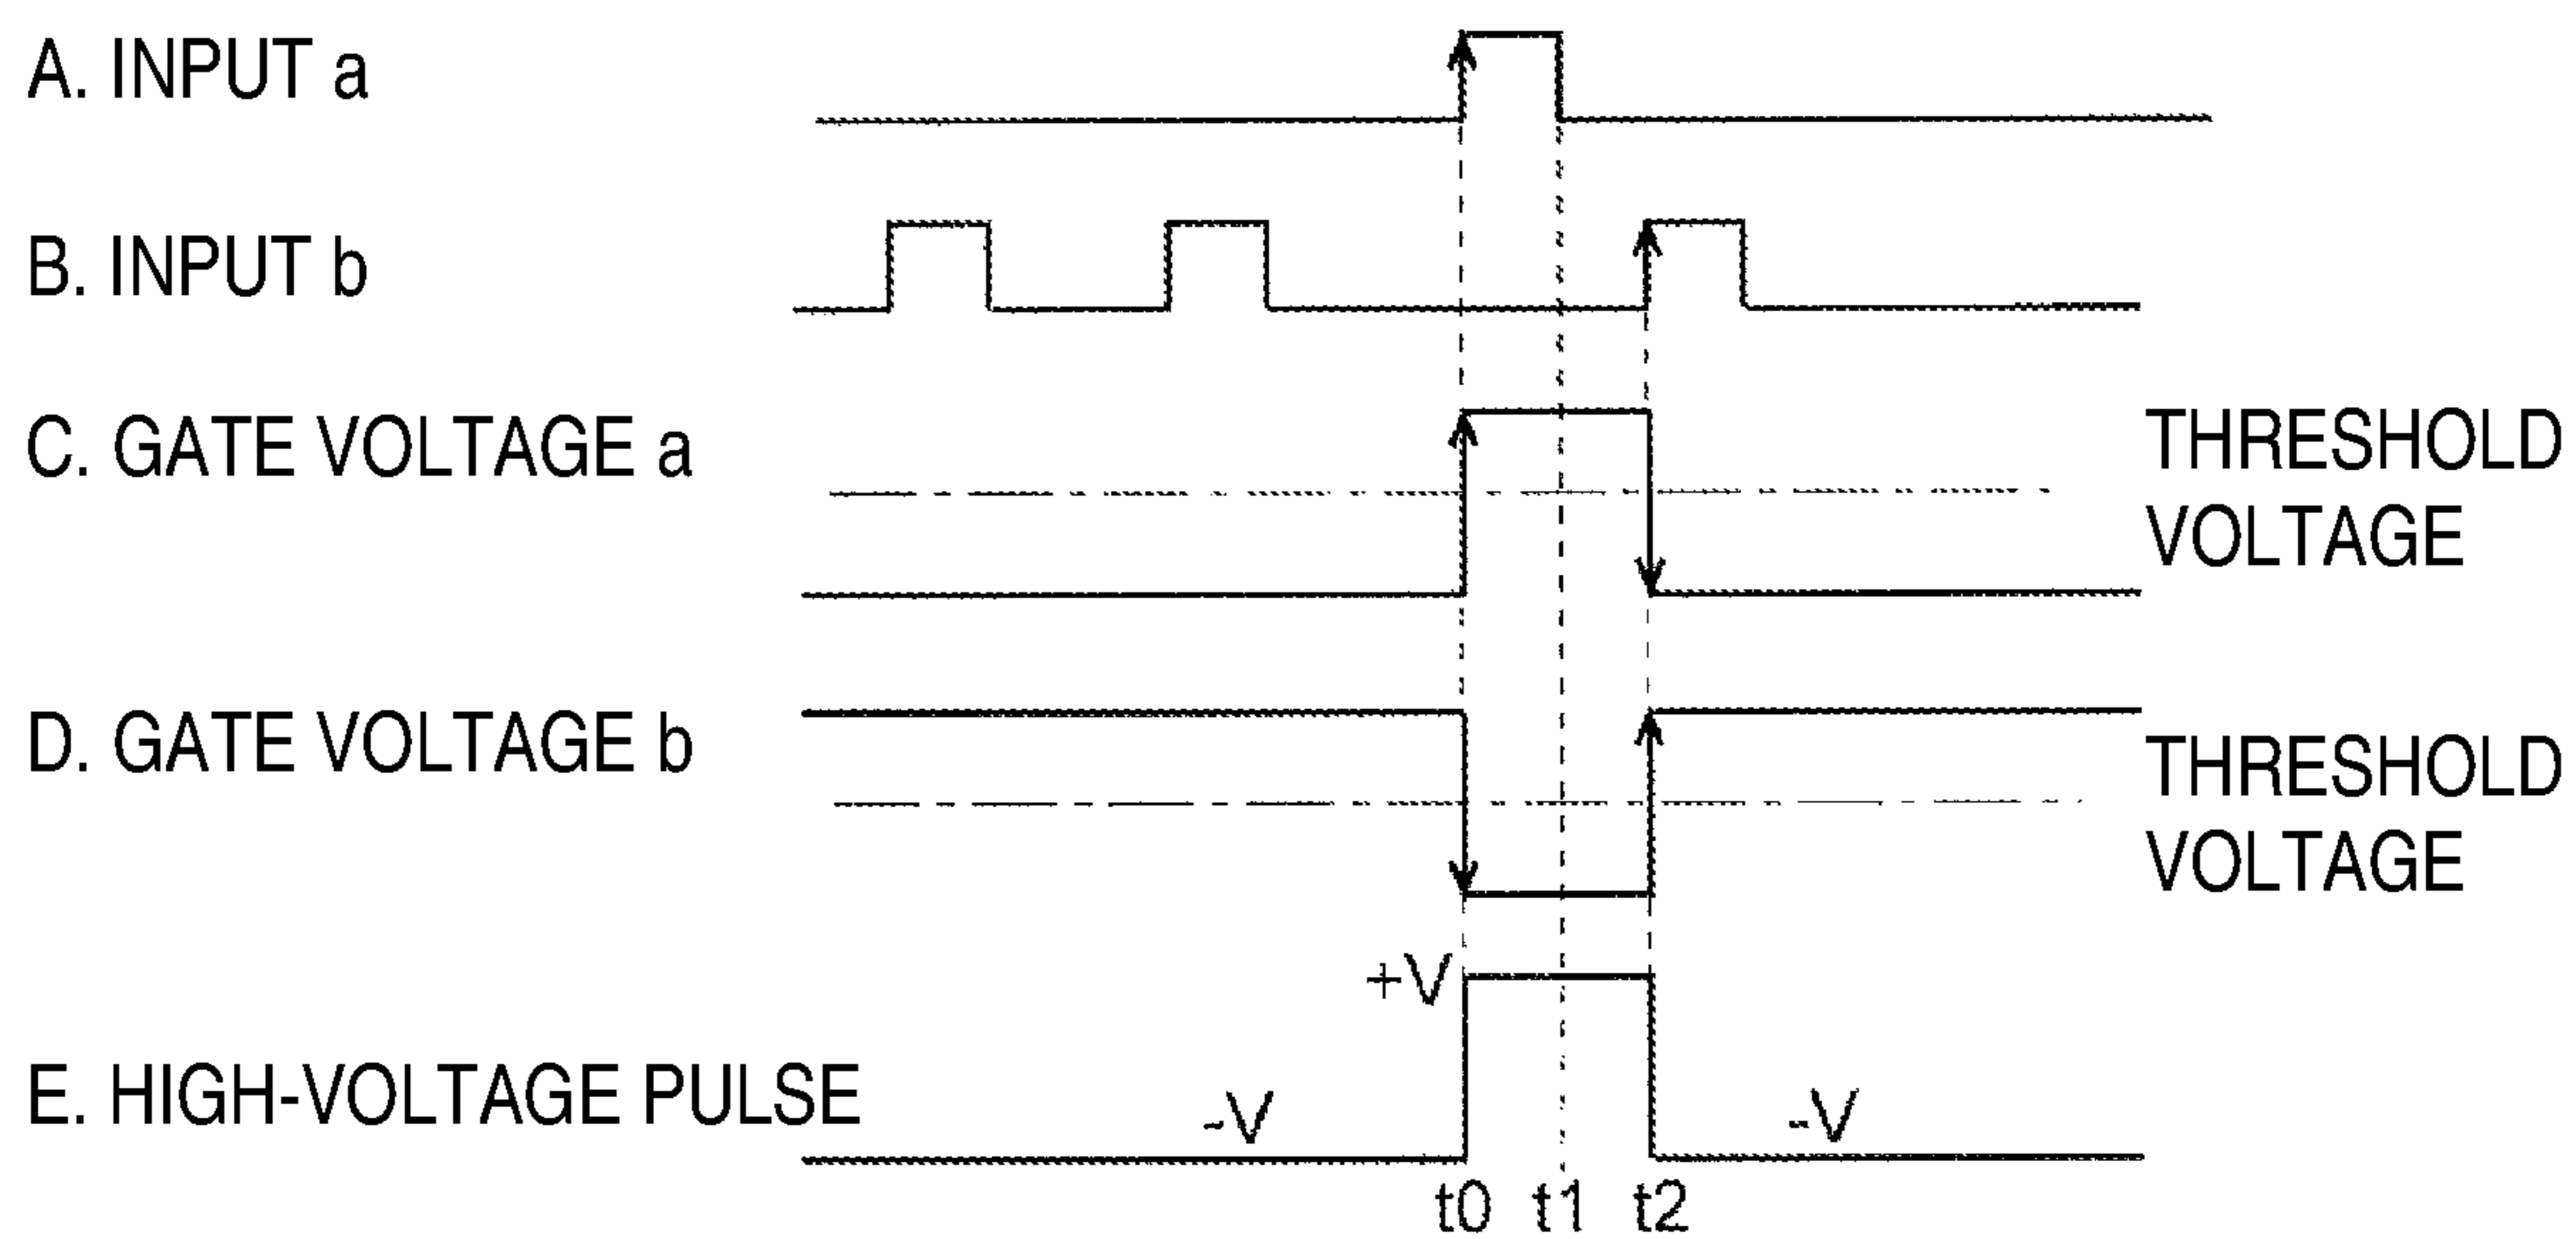 A. INPUT a
B. INPUT b
C. GATE VOLTAGE a
THRESHOLD
VOLTAGE
D. GATE VOLTAGE b
THRESHOLD
VOLTAGE
+V
E. HIGH-VOLTAGE PULSE
-V
-V
t0 t1 t2